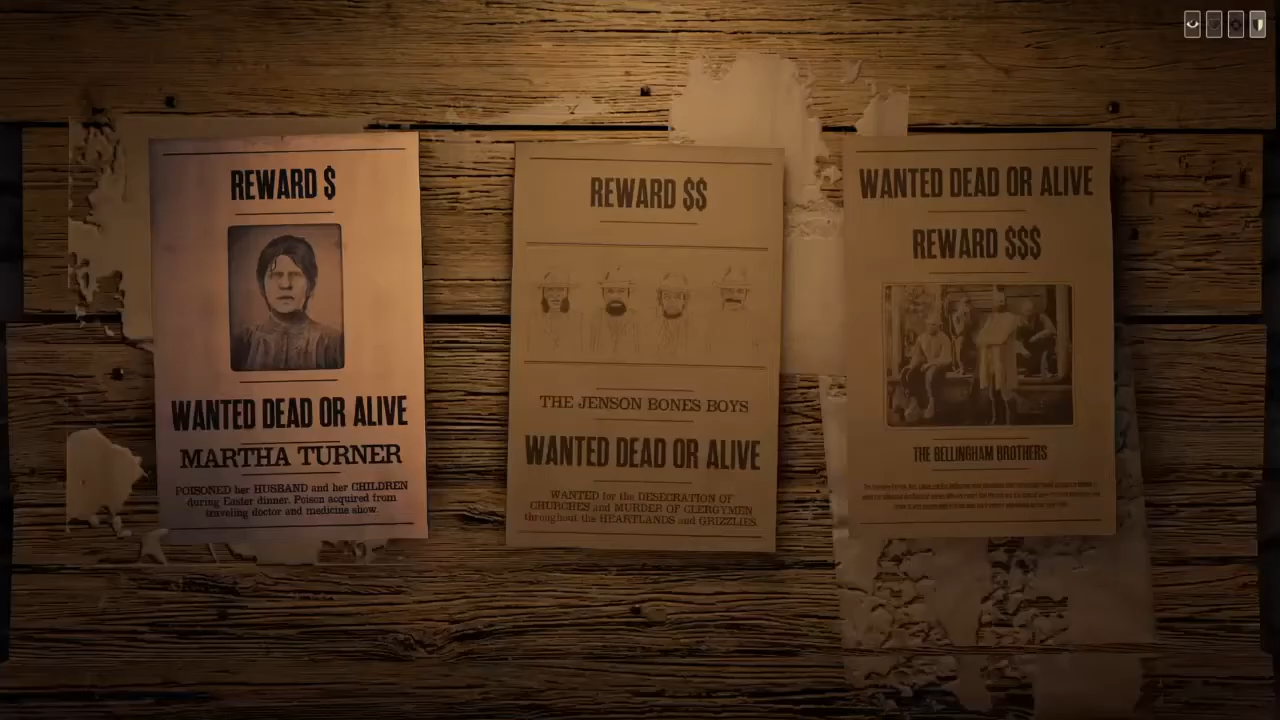 REWARD $
WANTED DEAD OR ALIVE
MARTHA TURNER
POISONED her HUSBAND and her CHILDREN
during Easter dinner. Poison acquired from
traveling doctor and medicine show.
REWARD $$
THE JENSON BONES BOYS
WANTED DEAD OR ALIVE
WANTED for the DESECRATION OF
CHURCHES and MURDER OF CLERGYMEN
throughout the HEARTLANDS and GRIZZLIES.
WANTED DEAD OR ALIVE
REWARD $$$
THE BELLINGHAM BROTHERS